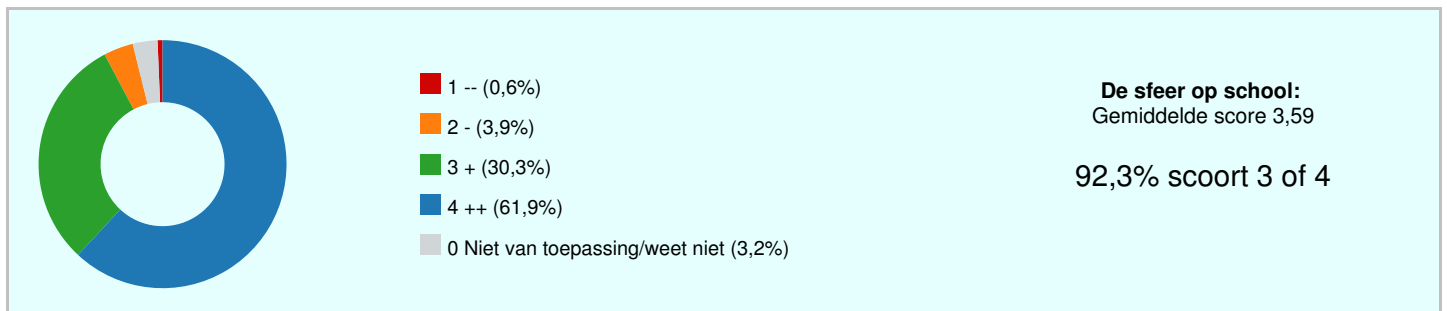 1 -- (0,6%)
2 - (3,9%)
3 + (30,3%)
4 ++ (61,9%)
0 Niet van toepassing/weet niet (3,2%)
De sfeer op school:
Gemiddelde score 3,59
92,3% scoort 3 of 4